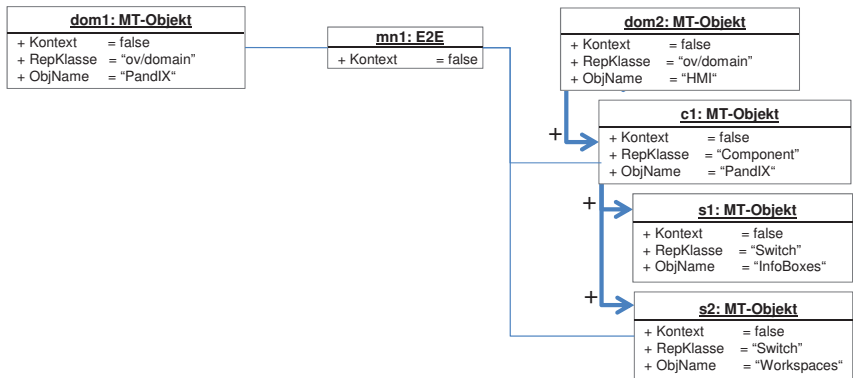 dom1: MT-Objekt
+ Kontext = false
+ RepKlasse = “ov/domain”
+ ObjName = “PandIX“
mn1: E2E
+ Kontext = false
dom2: MT-Objekt
+ Kontext = false
+ RepKlasse = “ov/domain”
+ ObjName = “HMI“
+
c1: MT-Objekt
+ Kontext = false
+ RepKlasse = “Component”
+ ObjName = “PandIX“
+
s1: MT-Objekt
+ Kontext = false
+ RepKlasse = “Switch”
+ ObjName = “InfoBoxes“
+
s2: MT-Objekt
+ Kontext = false
+ RepKlasse = “Switch”
+ ObjName = “Workspaces“